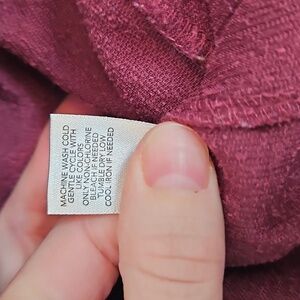 MACHINE WASH COLD
GENTLE CYCLE WITH
LIKE COLORS
ONLY NON-CHLORINE
BLEACH IF NEEDED
TUMBLE DRY LOW
COOL IRON IF NEEDED